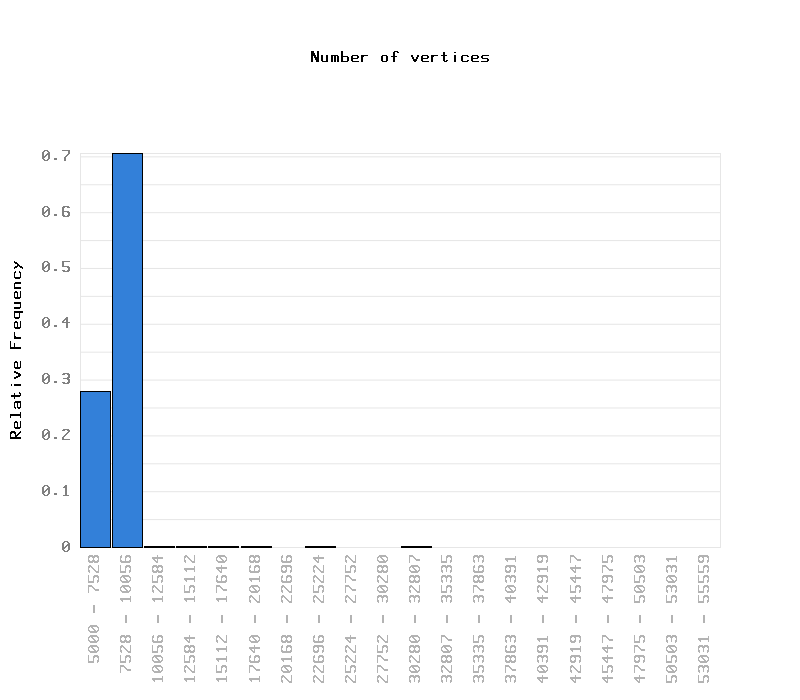 Number of vertices
Relative Frequency
0.7
0.6
0.5
0.4
0.3
0.2
0.1
0
5000 - 7528
7528 - 10056
10056 - 12584
12584 - 15112
15112 - 17640
17640 - 20168
20168 - 22696
22696 - 25224
25224 - 27752
27752 - 30280
30280 - 32807
32807 - 35335
35335 - 37863
37863 - 40391
40391 - 42919
42919 - 45447
45447 - 47975
47975 - 50503
50503 - 53031
53031 - 55559